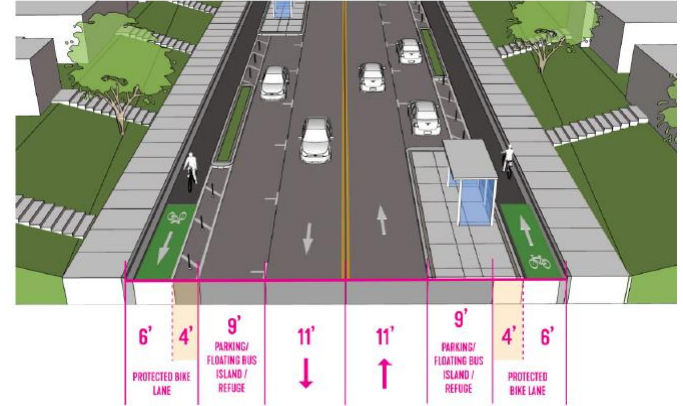 6' 4' 9' 11' 11' 9' 4' 6'
PROTECTED BIKE
LANE
PARKING/
FLOATING BUS
ISLAND /
REFUGE
PARKING/
FLOATING BUS
ISLAND /
REFUGE
PROTECTED
BIKE LANE